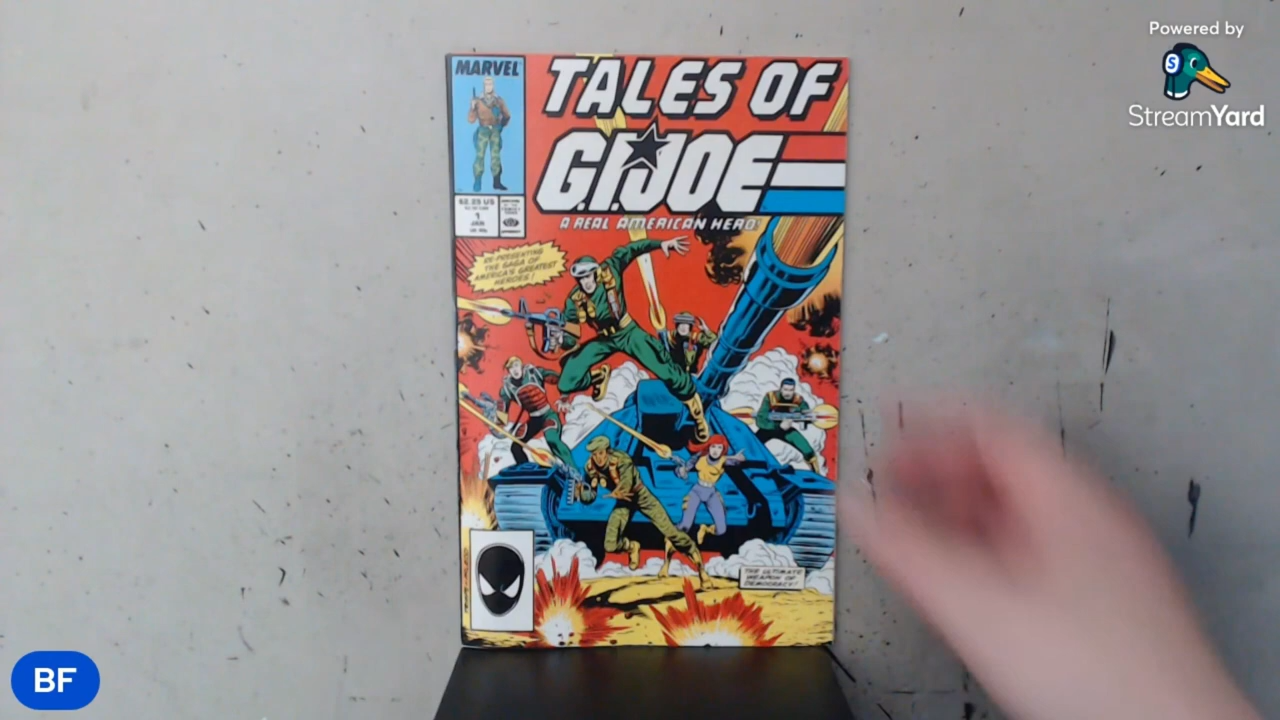 Powered by
StreamYard
MARVEL
TALES OF
G.I. JOE
A REAL AMERICAN HERO!
$2.25 US
1
JAN
RE-PRESENTING
THE SAGA OF
AMERICA'S GREATEST
HEROES!
THE ULTIMATE
WEAPON OF
DEMOCRACY!
BF